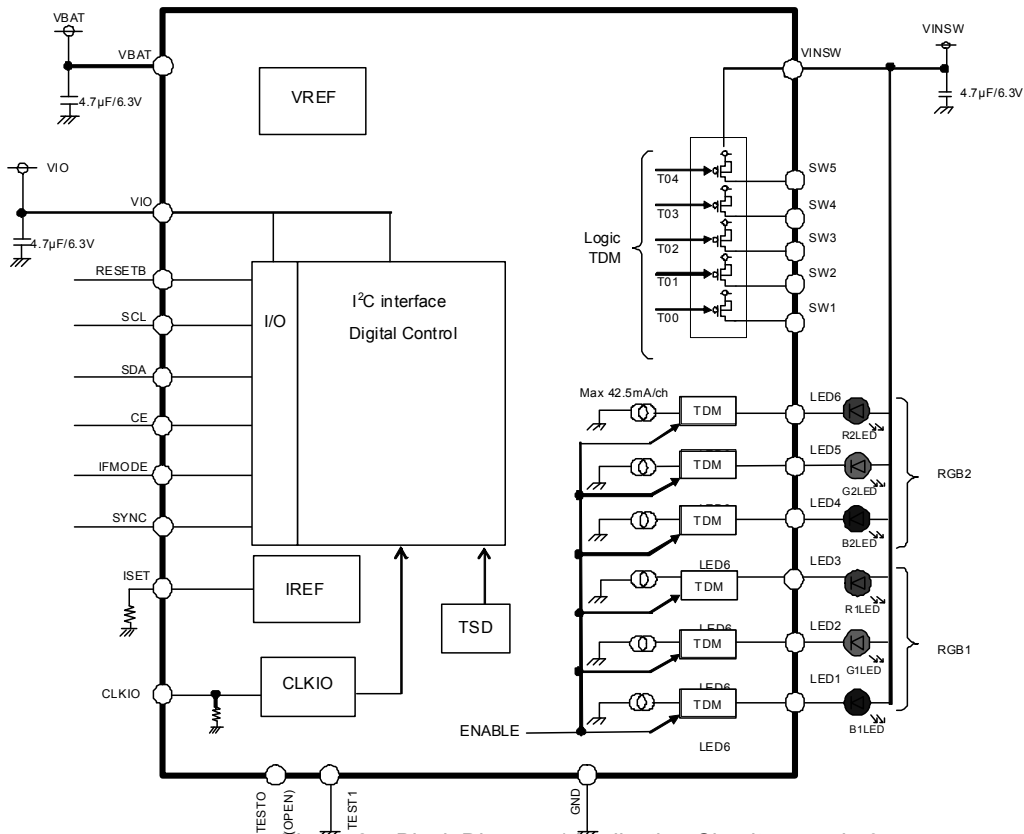 VBAT
VINSW
VBAT
VINSW
4.7μF/6.3V
VREF
4.7μF/6.3V
VIO
VIO
4.7μF/6.3V
Logic
TDM
T04
T03
T02
T01
T00
SW5
SW4
SW3
SW2
SW1
RESETB
SCL
SDA
CE
IFMODE
SYNC
I/O
I²C interface
Digital Control
Max 42.5mA/ch
TDM
LED6
R2LED
TDM
LED5
G2LED
RGB2
TDM
LED4
B2LED
LED6
TDM
LED3
R1LED
ISET
IREF
TSD
LED6
TDM
LED2
G1LED
RGB1
CLKIO
CLKIO
LED6
TDM
LED1
B1LED
ENABLE
LED6
TESTO
(OPEN)
TEST1
GND